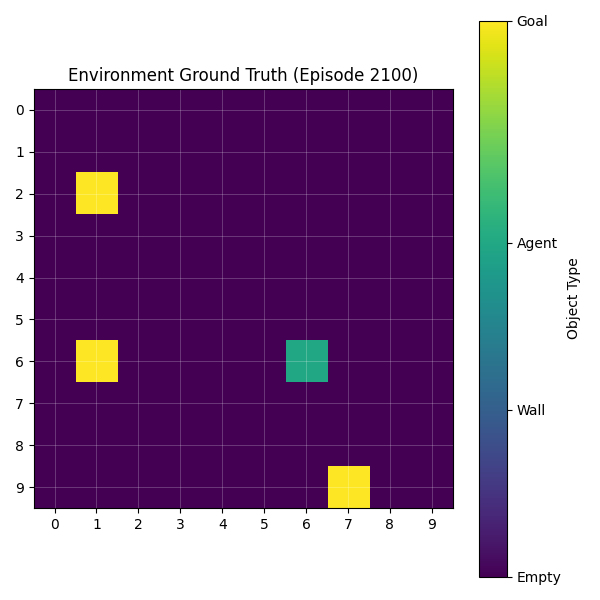 Environment Ground Truth (Episode 2100)
Goal
Agent
Wall
Empty
Object Type
0
1
2
3
4
5
6
7
8
9
0 1 2 3 4 5 6 7 8 9